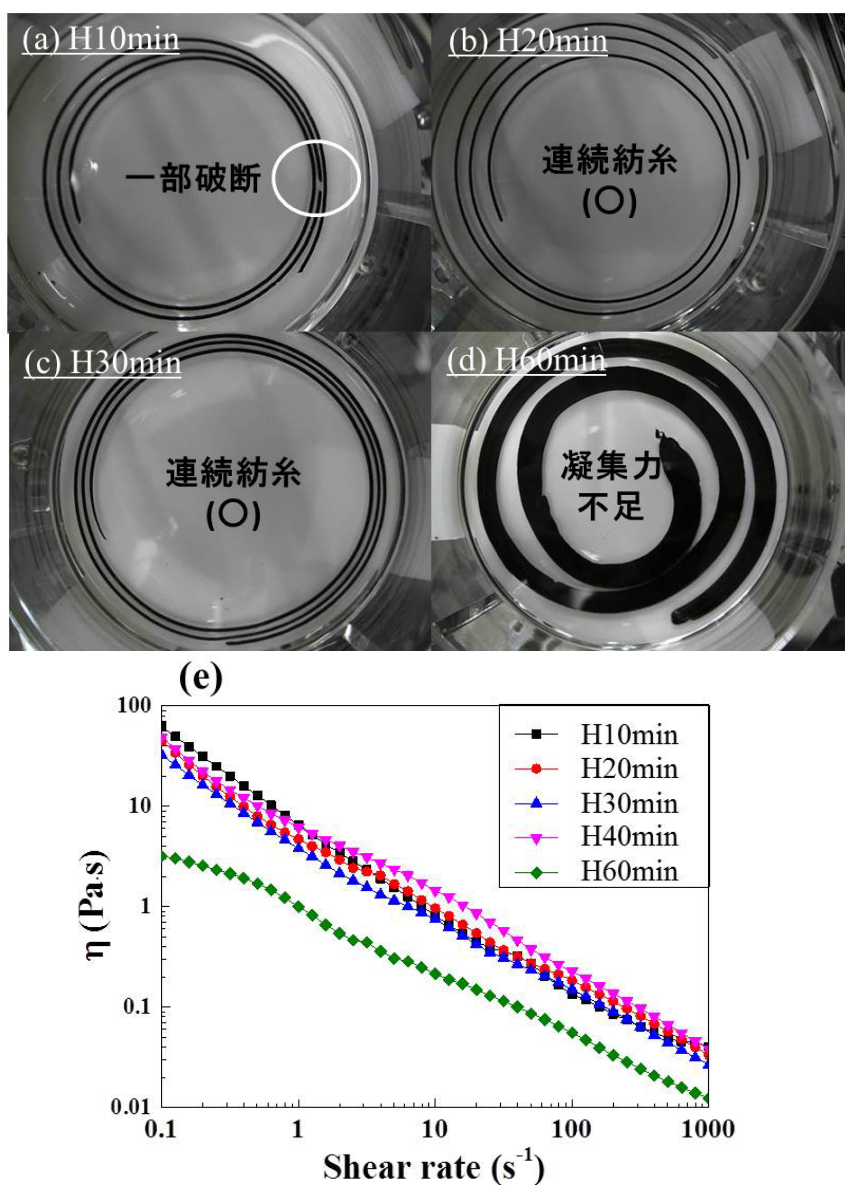 (a) H10min
一部破断
(b) H20min
連続紡糸
(〇)
(c) H30min
連続紡糸
(〇)
(d) H60min
凝集力
不足
(e)
η (Pa·s)
100
10
1
0.1
0.01
H10min
H20min
H30min
H40min
H60min
0.1
1
10
100
1000
Shear rate (s⁻¹)